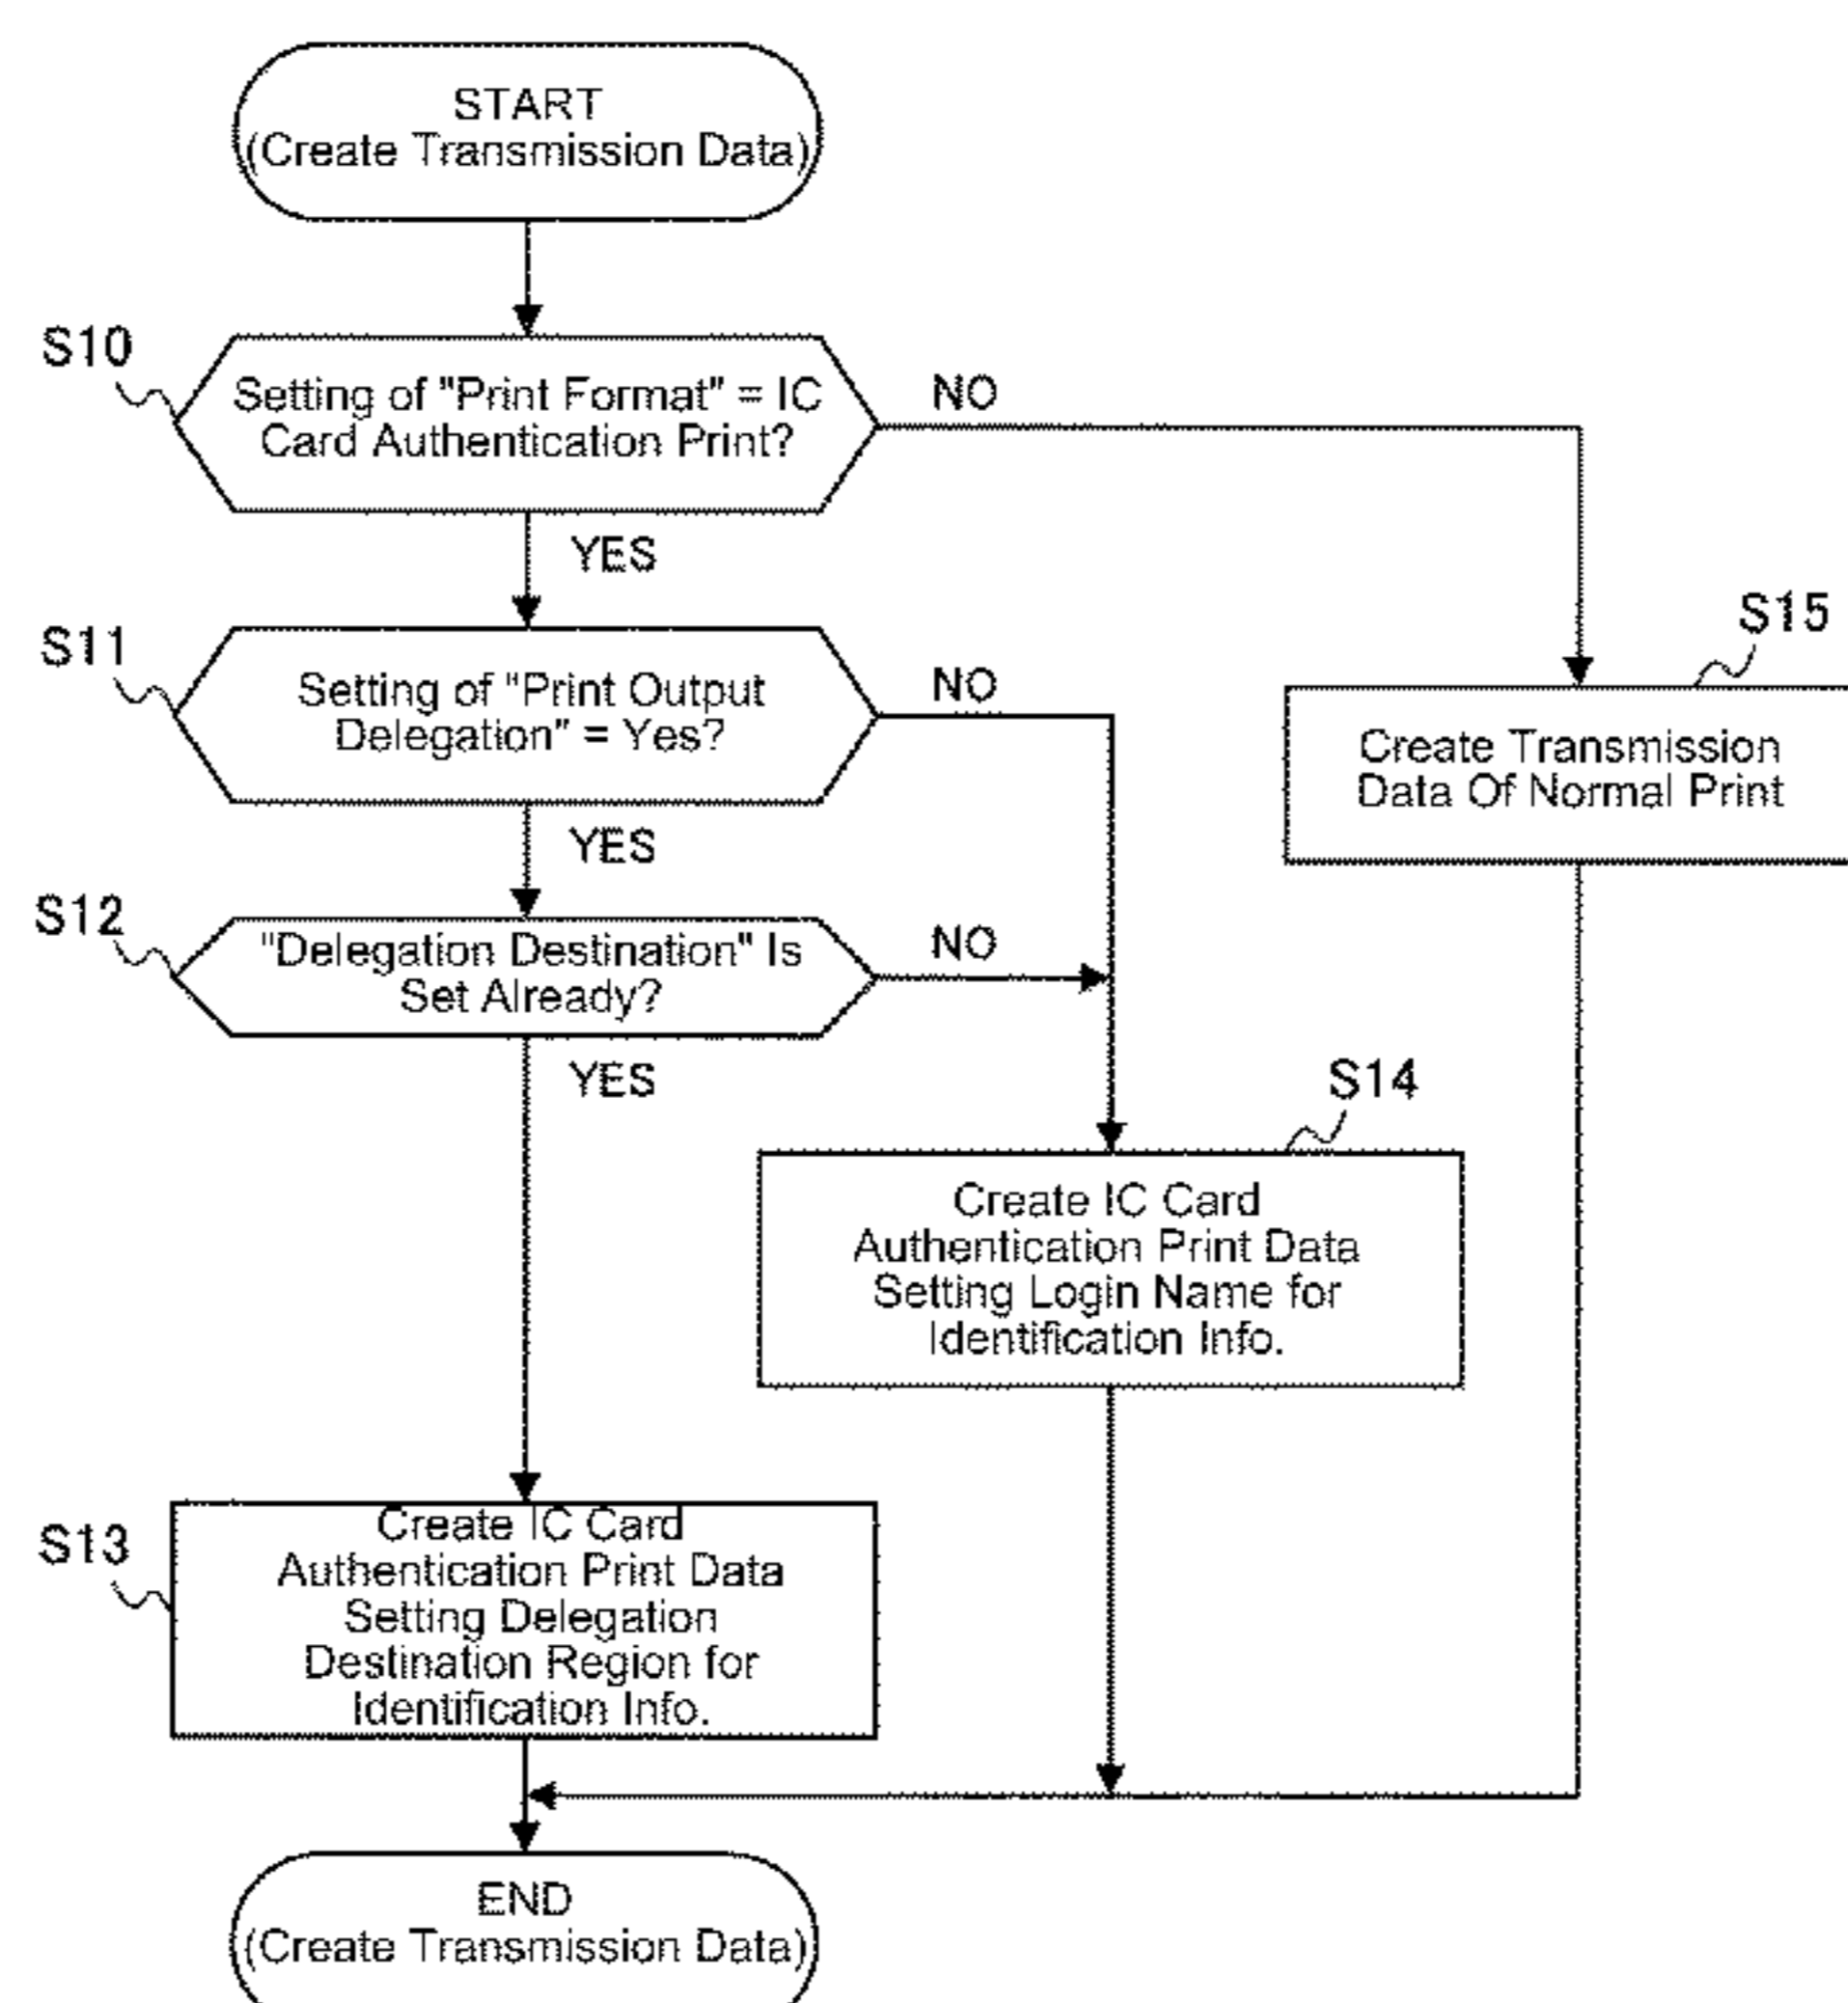 START
(Create Transmission Data)
S10
Setting of "Print Format" = IC
Card Authentication Print?
NO
YES
S11
Setting of "Print Output
Delegation" = Yes?
NO
S15
Create Transmission
Data Of Normal Print
YES
S12
"Delegation Destination" Is
Set Already?
NO
YES
S14
Create IC Card
Authentication Print Data
Setting Login Name for
Identification Info.
S13
Create IC Card
Authentication Print Data
Setting Delegation
Destination Region for
Identification Info.
END
(Create Transmission Data)